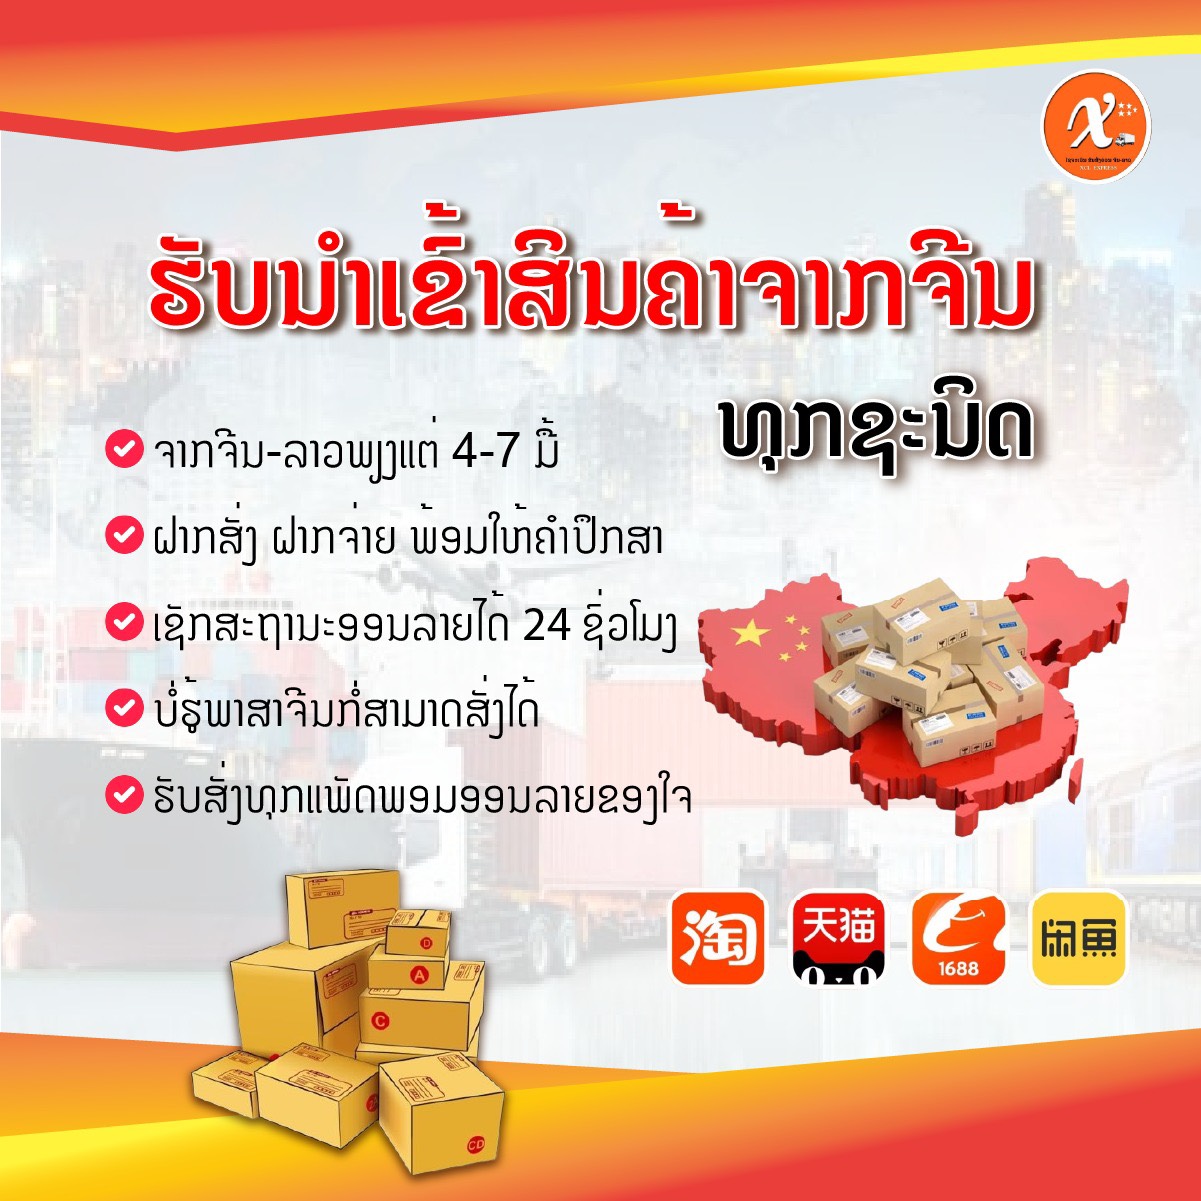 X
NCX EXPRESS
ຮັບນຳເຂົ້າສິນຄ້າຈາກຈີນ
ທຸກຊະນິດ
ຈາກຈີນ-ລາວພຽງແຕ່ 4-7 ມື້
ຝາກສັ່ງ ຝາກຈ່າຍ ພ້ອມໃຫ້ຄຳປຶກສາ
ເຊັກສະຖານະອອນລາຍໄດ້ 24 ຊົ່ວໂມງ
ບໍ່ຮູ້ພາສາຈີນກໍ່ສາມາດສັ່ງໄດ້
ຮັບສັ່ງທຸກແພັດພອມອອນລາຍຂອງໃຈ
淘
天猫
1688
闲鱼
D
A
C
CD